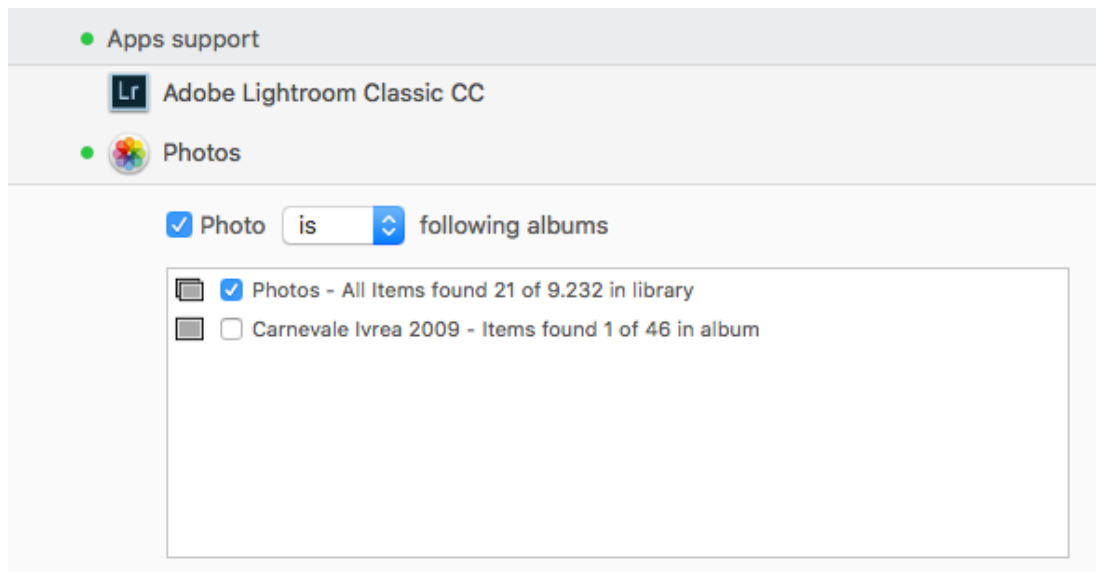 Apps support
Lr Adobe Lightroom Classic CC
Photos
Photo is following albums
Photos - All Items found 21 of 9.232 in library
Carnevale Ivrea 2009 - Items found 1 of 46 in album